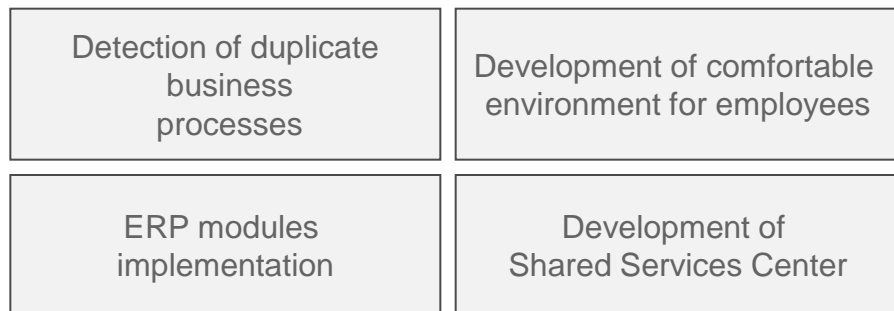 Detection of duplicate
business
processes
Development of comfortable
environment for employees
ERP modules
implementation
Development of
Shared Services Center